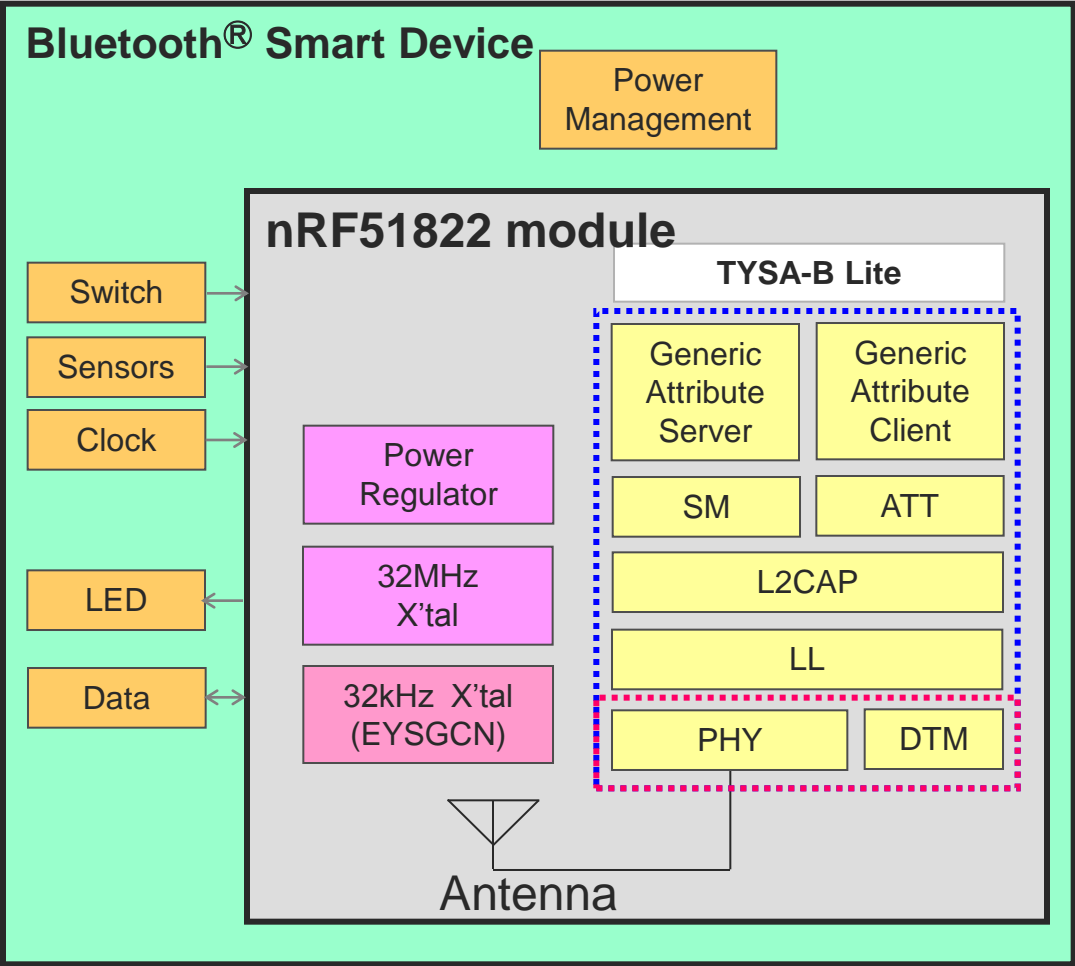 Bluetooth® Smart Device
Power
Management
nRF51822 module
TYSA-B Lite
Switch
Sensors
Clock
LED
Data
Power
Regulator
32MHz
X'tal
32kHz X'tal
(EYSGCN)
Generic
Attribute
Server
Generic
Attribute
Client
SM
ATT
L2CAP
LL
PHY
DTM
Antenna